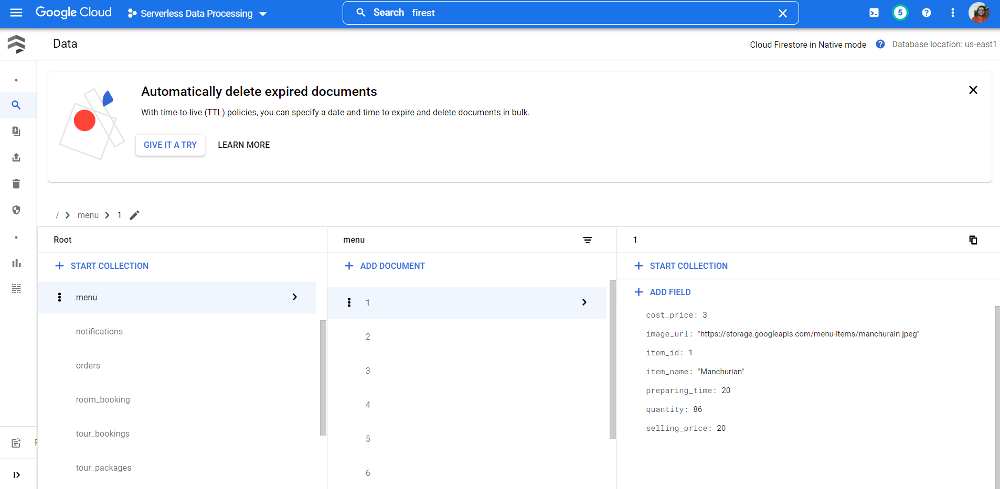 Google Cloud
Serverless Data Processing
Search firest
5
Data
Cloud Firestore in Native mode
Database location: us-east1
Automatically delete expired documents
With time-to-live (TTL) policies, you can specify a date and time to expire and delete documents in bulk.
GIVE IT A TRY
LEARN MORE
/ menu 1
Root
START COLLECTION
menu
notifications
orders
room_booking
tour_bookings
tour_packages
menu
ADD DOCUMENT
1
2
3
4
5
6
1
START COLLECTION
ADD FIELD
cost_price: 3
image_url: "https://storage.googleapis.com/menu-items/manchurain.jpeg"
item_id: 1
item_name: "Manchurian"
preparing_time: 20
quantity: 86
selling_price: 20